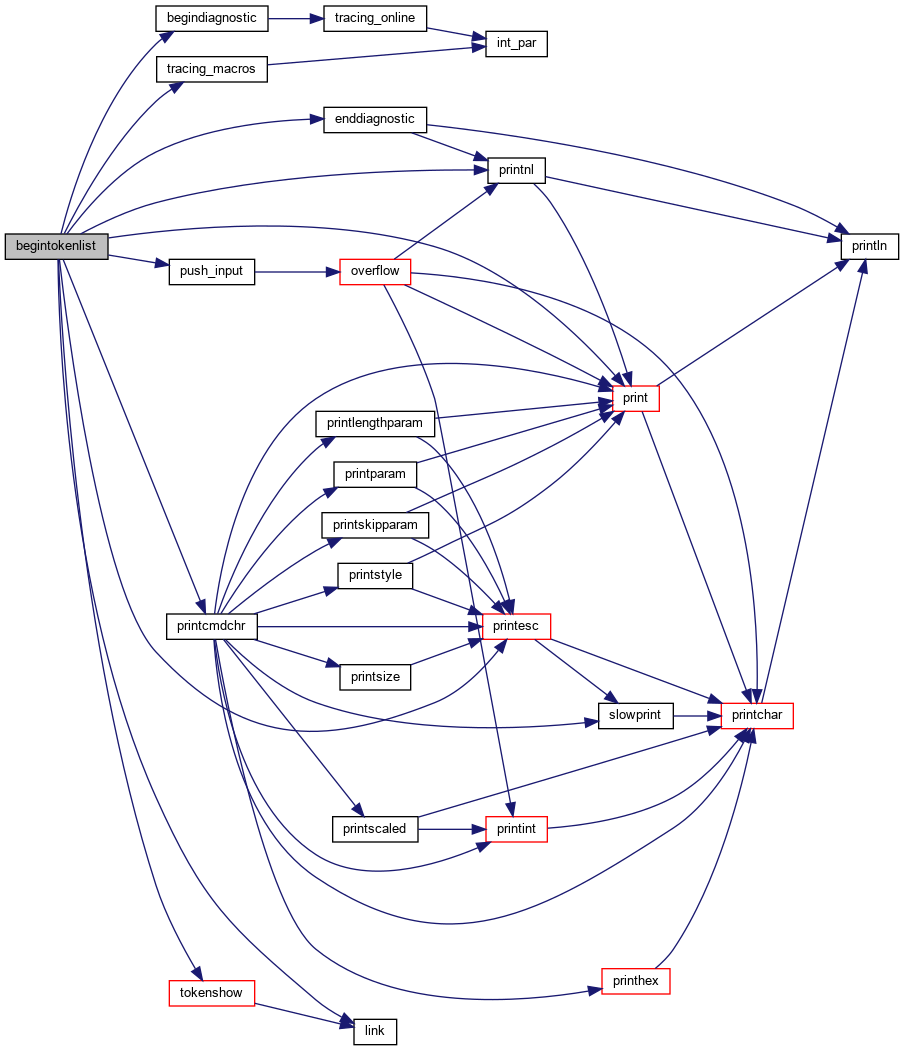 begindiagnostic
tracing_online
int_par
tracing_macros
enddiagnostic
printnl
begintokenlist
println
push_input
overflow
print
printlengthparam
printparam
printskipparam
printstyle
printcmdchr
printesc
printsize
slowprint
printchar
printscaled
printint
printhex
tokenshow
link